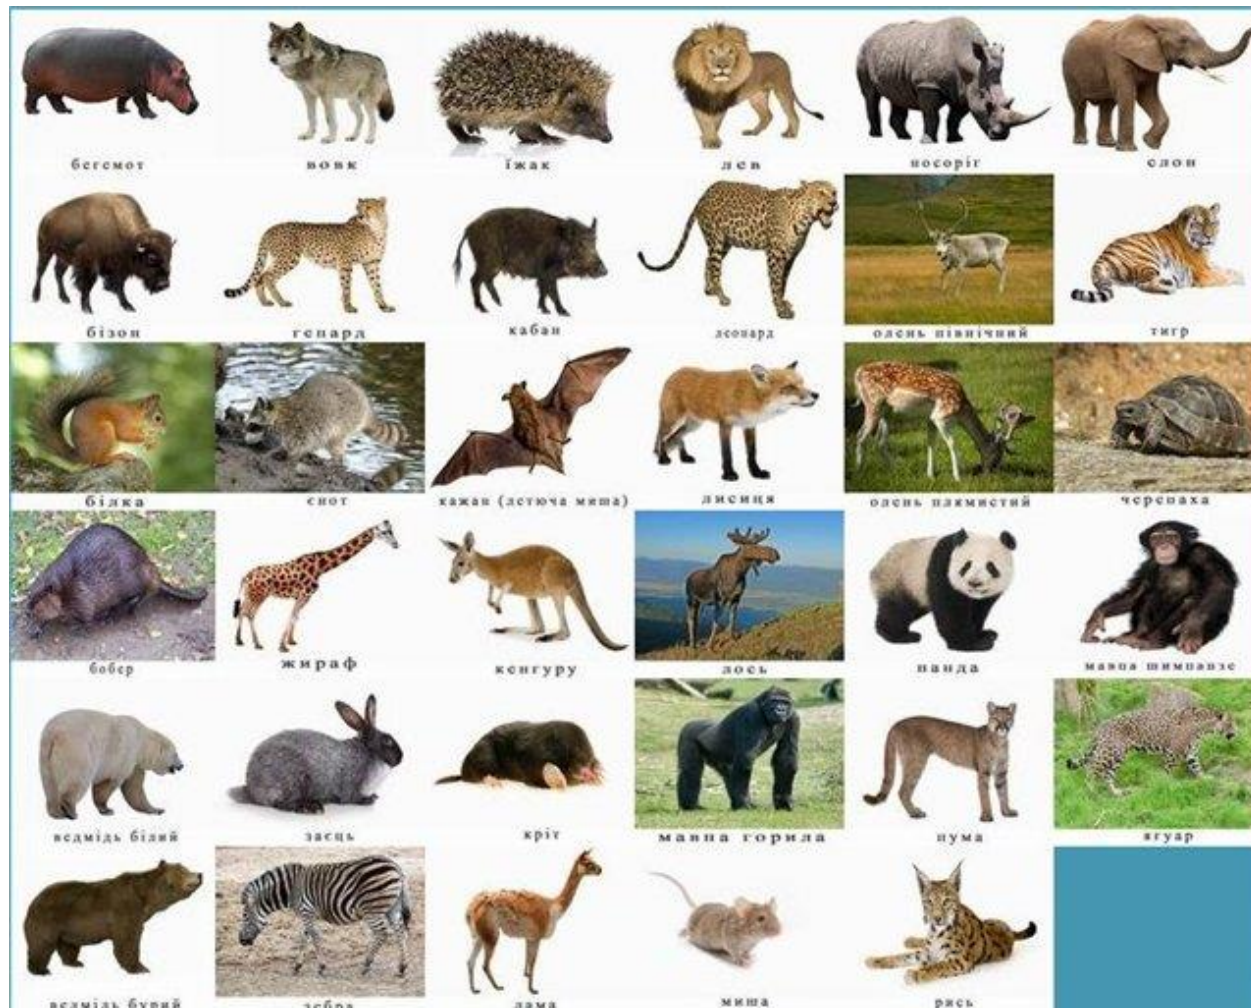 бегемот
вовк
їжак
лев
носоріг
слон
бізон
гепард
кабан
леопард
олень північний
тигр
білка
єнот
кажан (летюча миша)
лисиця
олень плямистий
черепаха
бобер
жираф
кенгуру
лось
панда
мавпа шимпанзе
ведмідь білий
заєць
кріт
мавпа горила
пума
ягуар
ведмідь бурий
зебра
лама
миша
рись